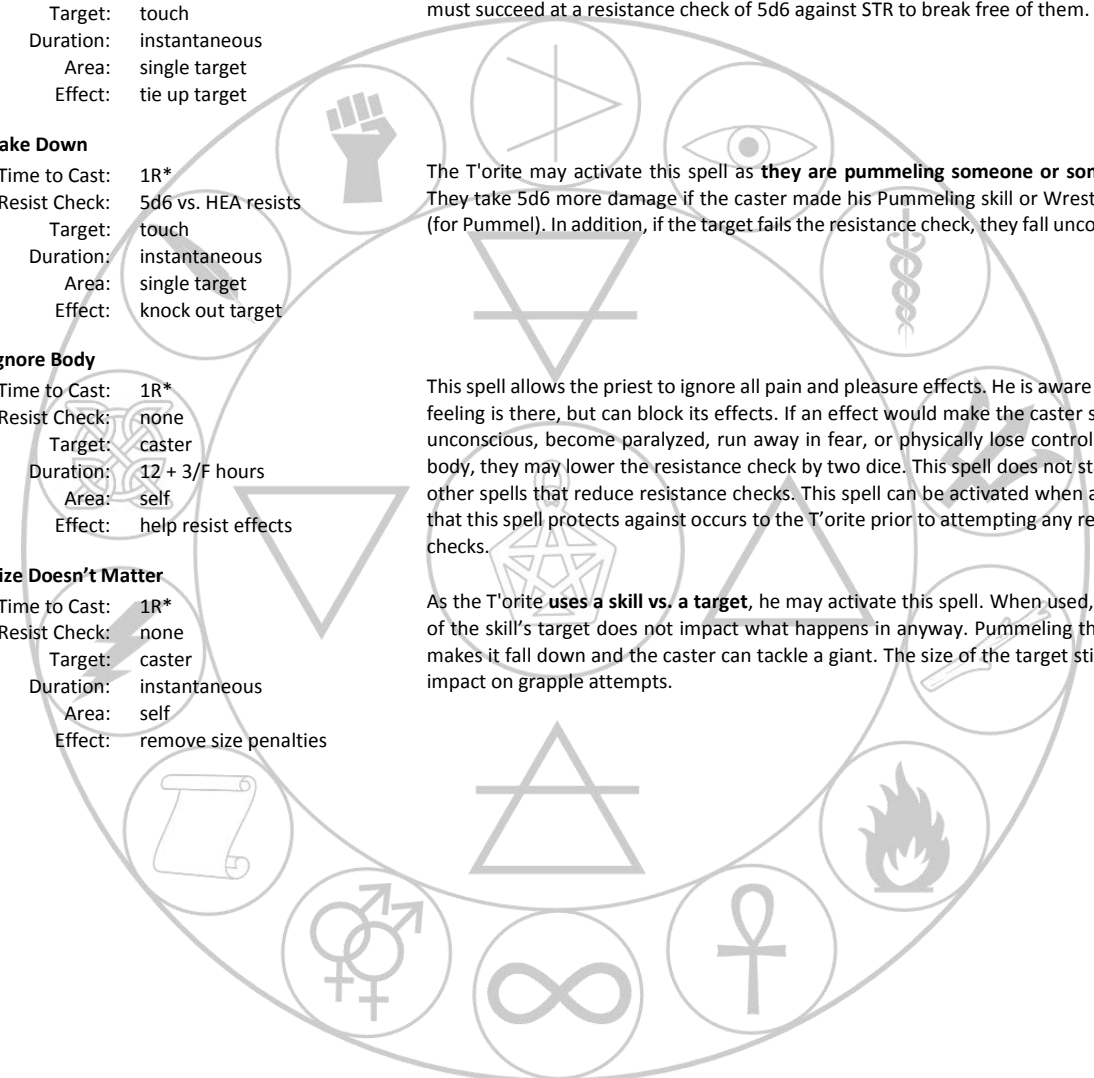 Target: touch
Duration: instantaneous
Area: single target
Effect: tie up target
must succeed at a resistance check of 5d6 against STR to break free of them.
ake Down
Time to Cast: 1R*
Resist Check: 5d6 vs. HEA resists
Target: touch
Duration: instantaneous
Area: single target
Effect: knock out target
The T'orite may activate this spell as they are pummeling someone or som
They take 5d6 more damage if the caster made his Pummeling skill or Wrest
(for Pummel). In addition, if the target fails the resistance check, they fall unco
gnore Body
Time to Cast: 1R*
Resist Check: none
Target: caster
Duration: 12 + 3/F hours
Area: self
Effect: help resist effects
This spell allows the priest to ignore all pain and pleasure effects. He is aware
feeling is there, but can block its effects. If an effect would make the caster s
unconscious, become paralyzed, run away in fear, or physically lose control
body, they may lower the resistance check by two dice. This spell does not st
other spells that reduce resistance checks. This spell can be activated when a
that this spell protects against occurs to the T’orite prior to attempting any re
checks.
ize Doesn’t Matter
Time to Cast: 1R*
Resist Check: none
Target: caster
Duration: instantaneous
Area: self
Effect: remove size penalties
As the T'orite uses a skill vs. a target, he may activate this spell. When used,
of the skill’s target does not impact what happens in anyway. Pummeling th
makes it fall down and the caster can tackle a giant. The size of the target sti
impact on grapple attempts.